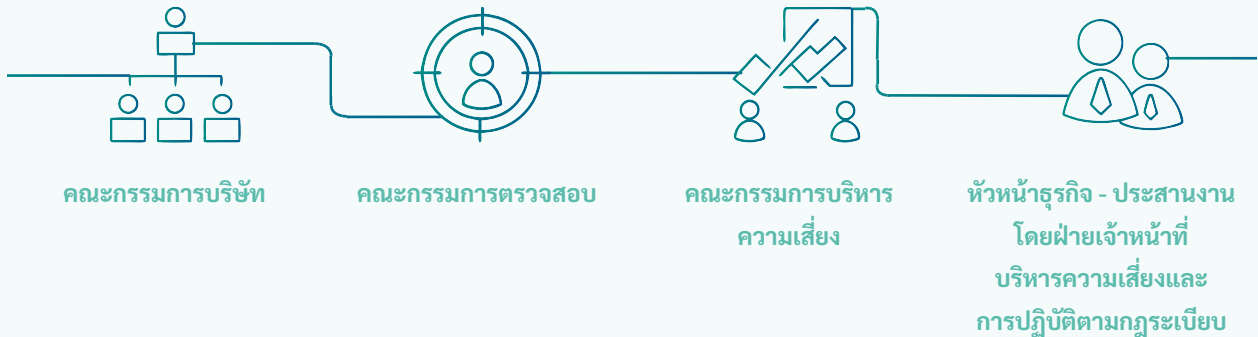 คณะกรรมการบริษัท
คณะกรรมการตรวจสอบ
คณะกรรมการบริหาร
ความเสี่ยง
หัวหน้าธุรกิจ - ประสานงาน
โดยฝ่ายเจ้าหน้าที่
บริหารความเสี่ยงและ
การปฏิบัติตามกฎระเบียบ